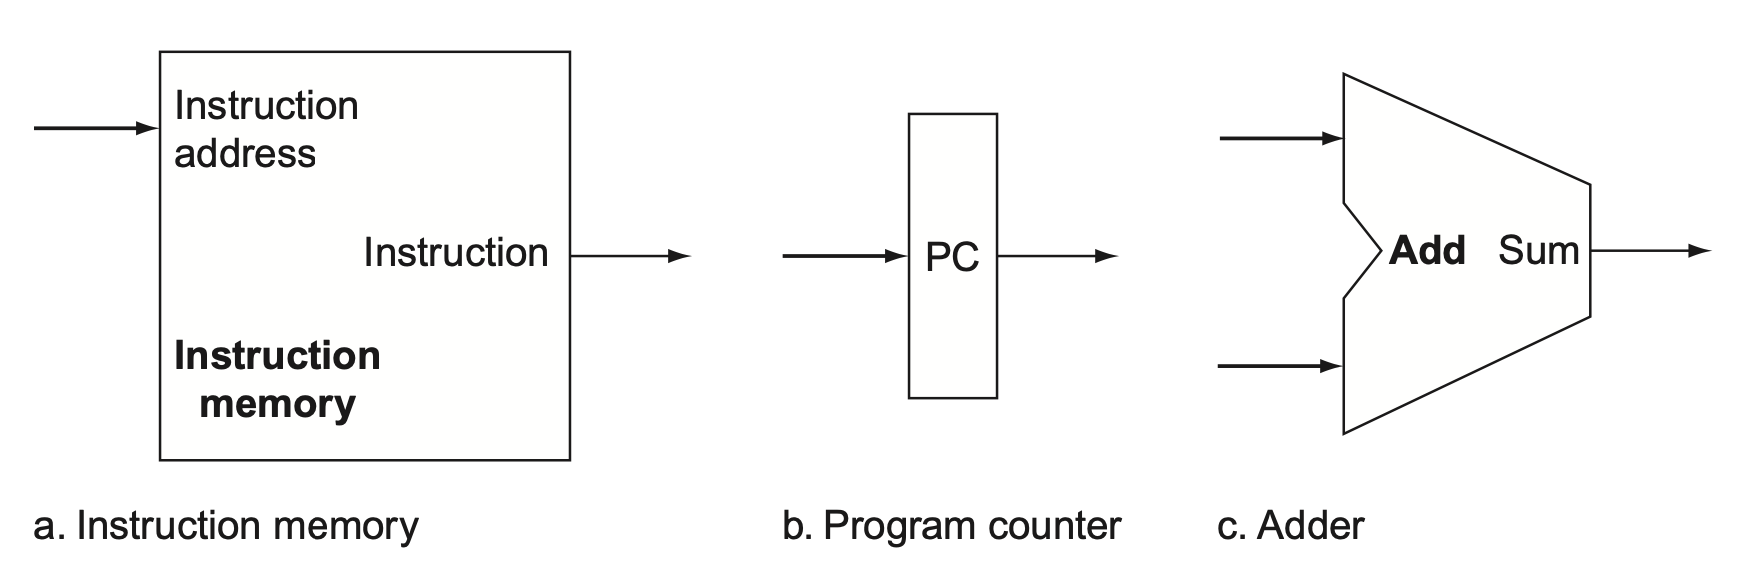 Instruction
address
Instruction
Instruction
memory
PC
Add Sum
a. Instruction memory
b. Program counter
c. Adder